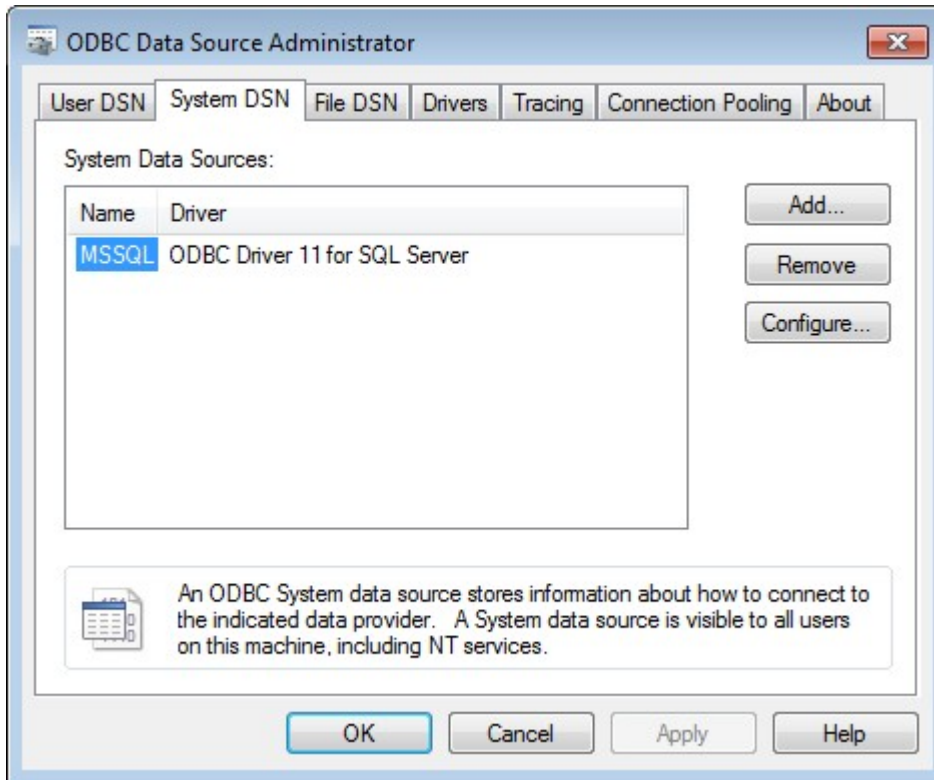 ODBC Data Source Administrator
User DSN System DSN File DSN Drivers Tracing Connection Pooling About
System Data Sources:
Name Driver
MSSQL ODBC Driver 11 for SQL Server
Add...
Remove
Configure...
An ODBC System data source stores information about how to connect to
the indicated data provider. A System data source is visible to all users
on this machine, including NT services.
OK Cancel Apply Help